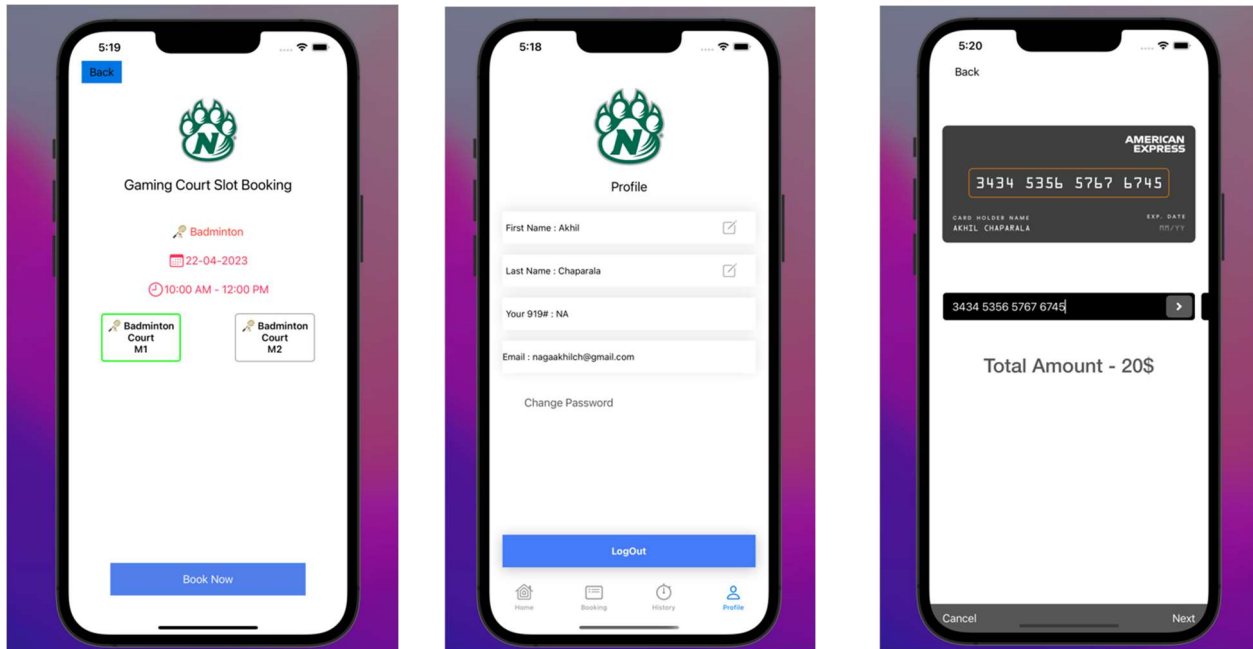 5:19
Back
N
Gaming Court Slot Booking
Badminton
22-04-2023
10:00 AM - 12:00 PM
Badminton
Court
M1
Badminton
Court
M2
Book Now
5:18
N
Profile
First Name : Akhil
Last Name : Chaparala
Your 919# : NA
Email : nagaakhilch@gmail.com
Change Password
LogOut
Home
Booking
History
Profile
5:20
Back
AMERICAN
EXPRESS
3434 5356 5767 6745
CARD HOLDER NAME
EXP. DATE
AKHIL CHAPARALA
MM/YY
3434 5356 5767 6745
Total Amount - 20$
Cancel
Next